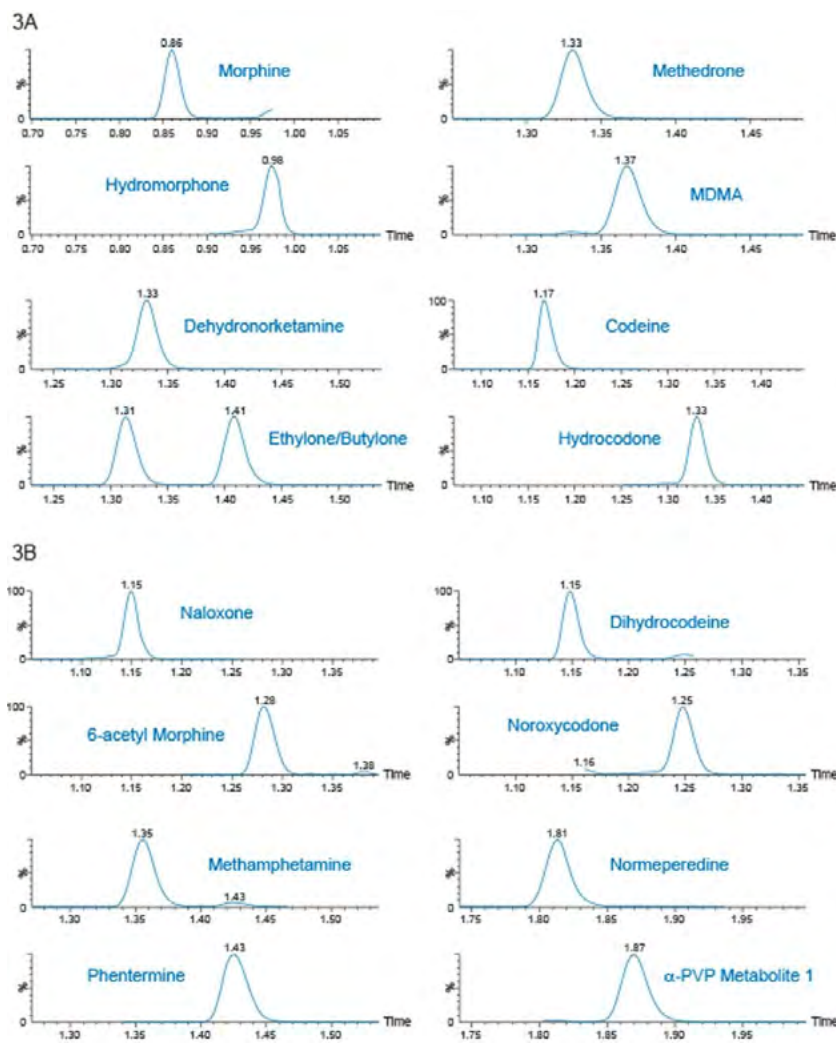 3A
0.86
Morphine
%
0
0.70 0.75 0.80 0.85 0.90 0.95 1.00 1.05
1.33
Methedrone
%
0
1.30 1.35 1.40 1.45
0.98
Hydromorphone
%
0
Time
0.70 0.75 0.80 0.85 0.90 0.95 1.00 1.05
1.37
MDMA
%
0
Time
1.30 1.35 1.40 1.45
1.33
Dehydronorketamine
%
0
1.25 1.30 1.35 1.40 1.45 1.50
1.17
100
Codeine
%
0
1.10 1.15 1.20 1.25 1.30 1.35 1.40
1.31 1.41
Ethylone/Butylone
%
0
Time
1.25 1.30 1.35 1.40 1.45 1.50
1.33
Hydrocodone
%
0
Time
1.10 1.15 1.20 1.25 1.30 1.35 1.40
3B
1.15
100
Naloxone
%
0
1.10 1.15 1.20 1.25 1.30 1.35
1.15
100
Dihydrocodeine
%
0
1.10 1.15 1.20 1.25 1.30 1.35
1.28
100
6-acetyl Morphine
%
1.38
0
Time
1.10 1.15 1.20 1.25 1.30 1.35
1.25
100
Noroxycodone
%
1.16
0
Time
1.10 1.15 1.20 1.25 1.30 1.35
1.35
Methamphetamine
%
1.43
0
1.30 1.35 1.40 1.45 1.50
1.81
Normeperedine
%
0
1.75 1.80 1.85 1.90 1.95
1.43
Phentermine
%
0
Time
1.30 1.35 1.40 1.45 1.50
1.87
α-PVP Metabolite 1
%
0
Time
1.75 1.80 1.85 1.90 1.95